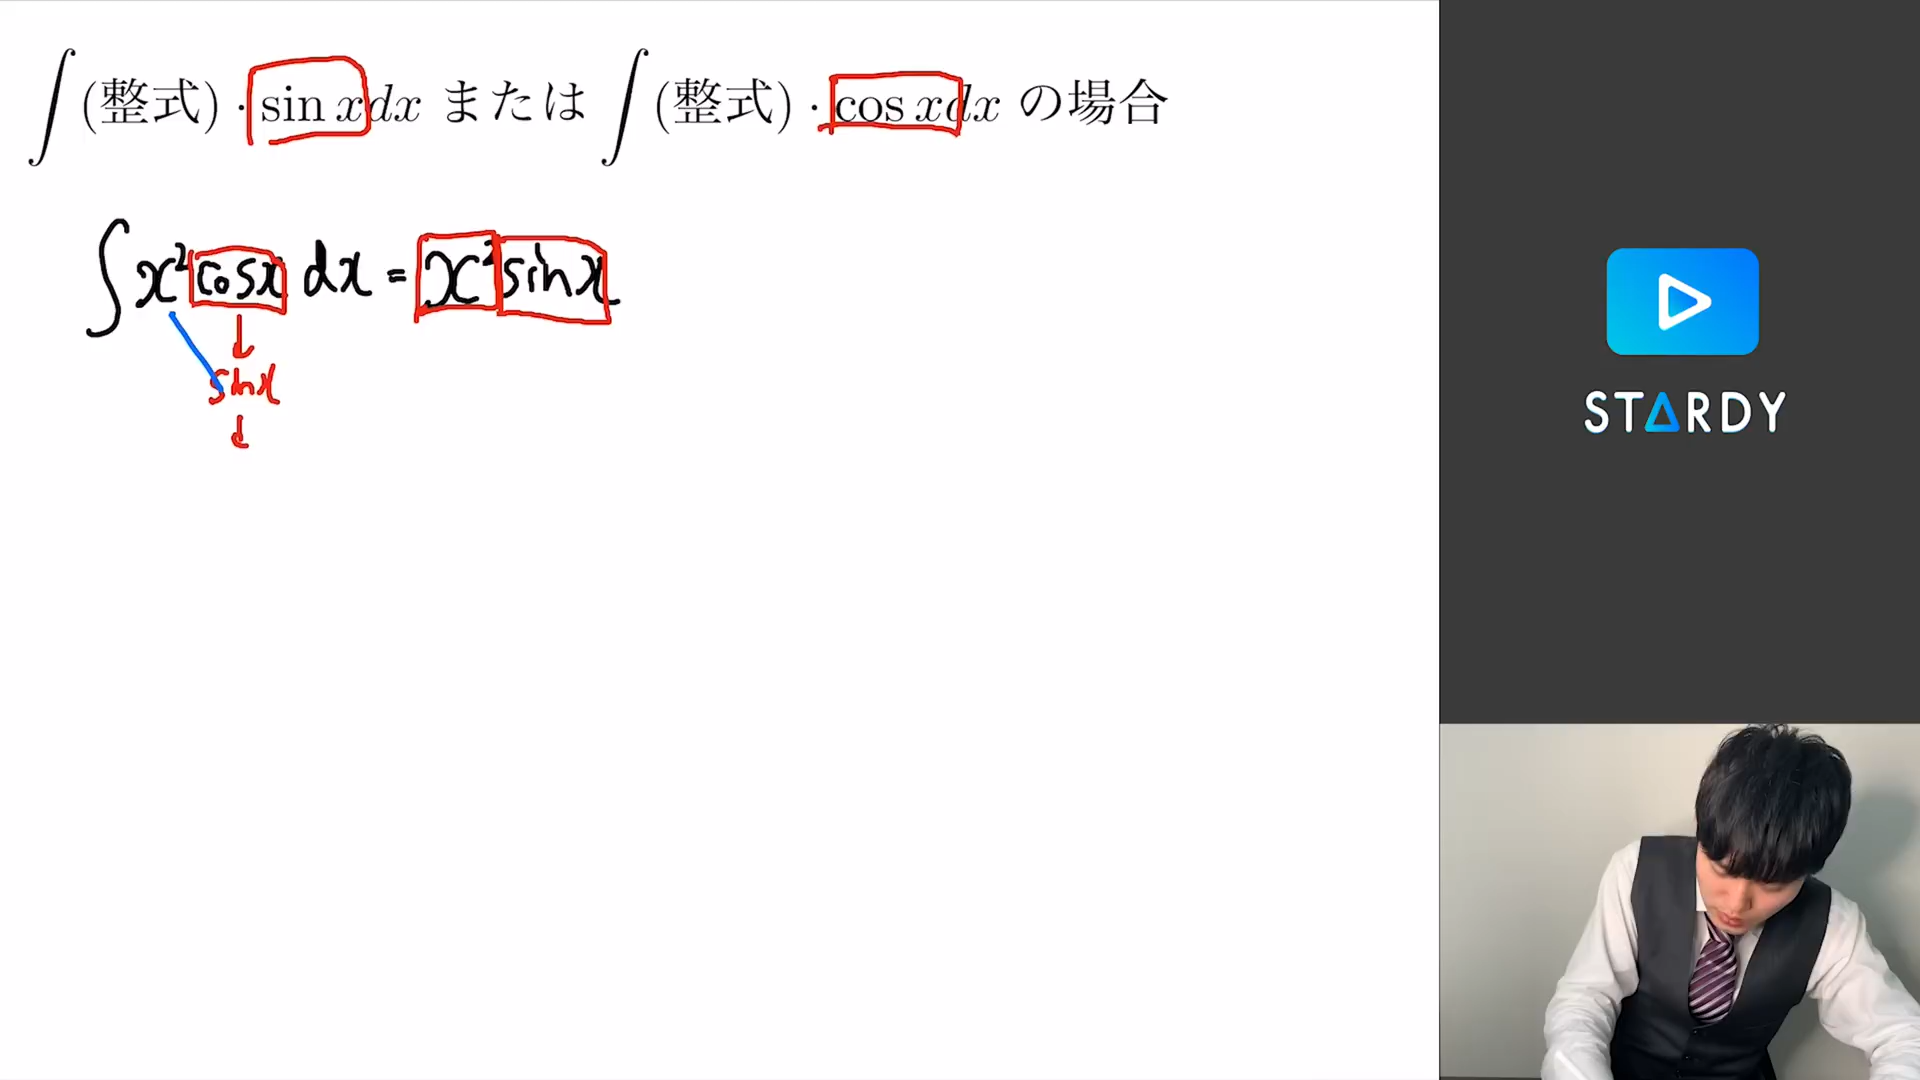 ∫(整式)・sin x dx または ∫(整式)・cos x dx の場合
∫x²cosx dx = x²sinx
sinx
STARDY